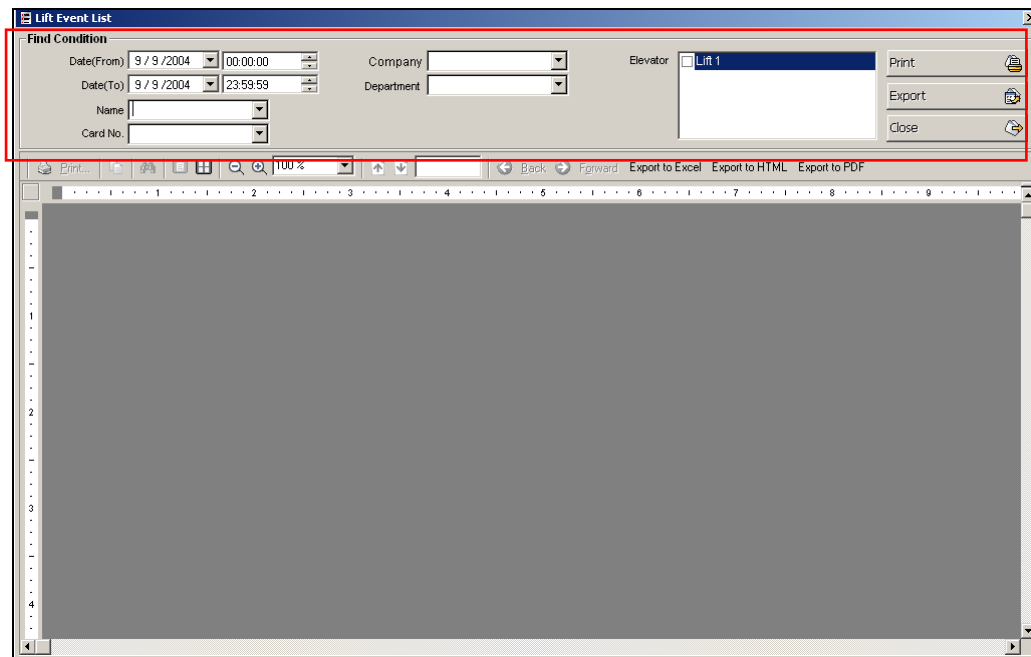 Lift Event List
Find Condition
Date(From) 9 / 9 /2004 00:00:00 Company Elevator Lift 1 Print
Date(To) 9 / 9 /2004 23:59:59 Department Export
Name
Card No. Close
Print... 100 % Back Forward Export to Excel Export to HTML Export to PDF
1 2 3 4 5 6 7 8 9
1
2
3
4